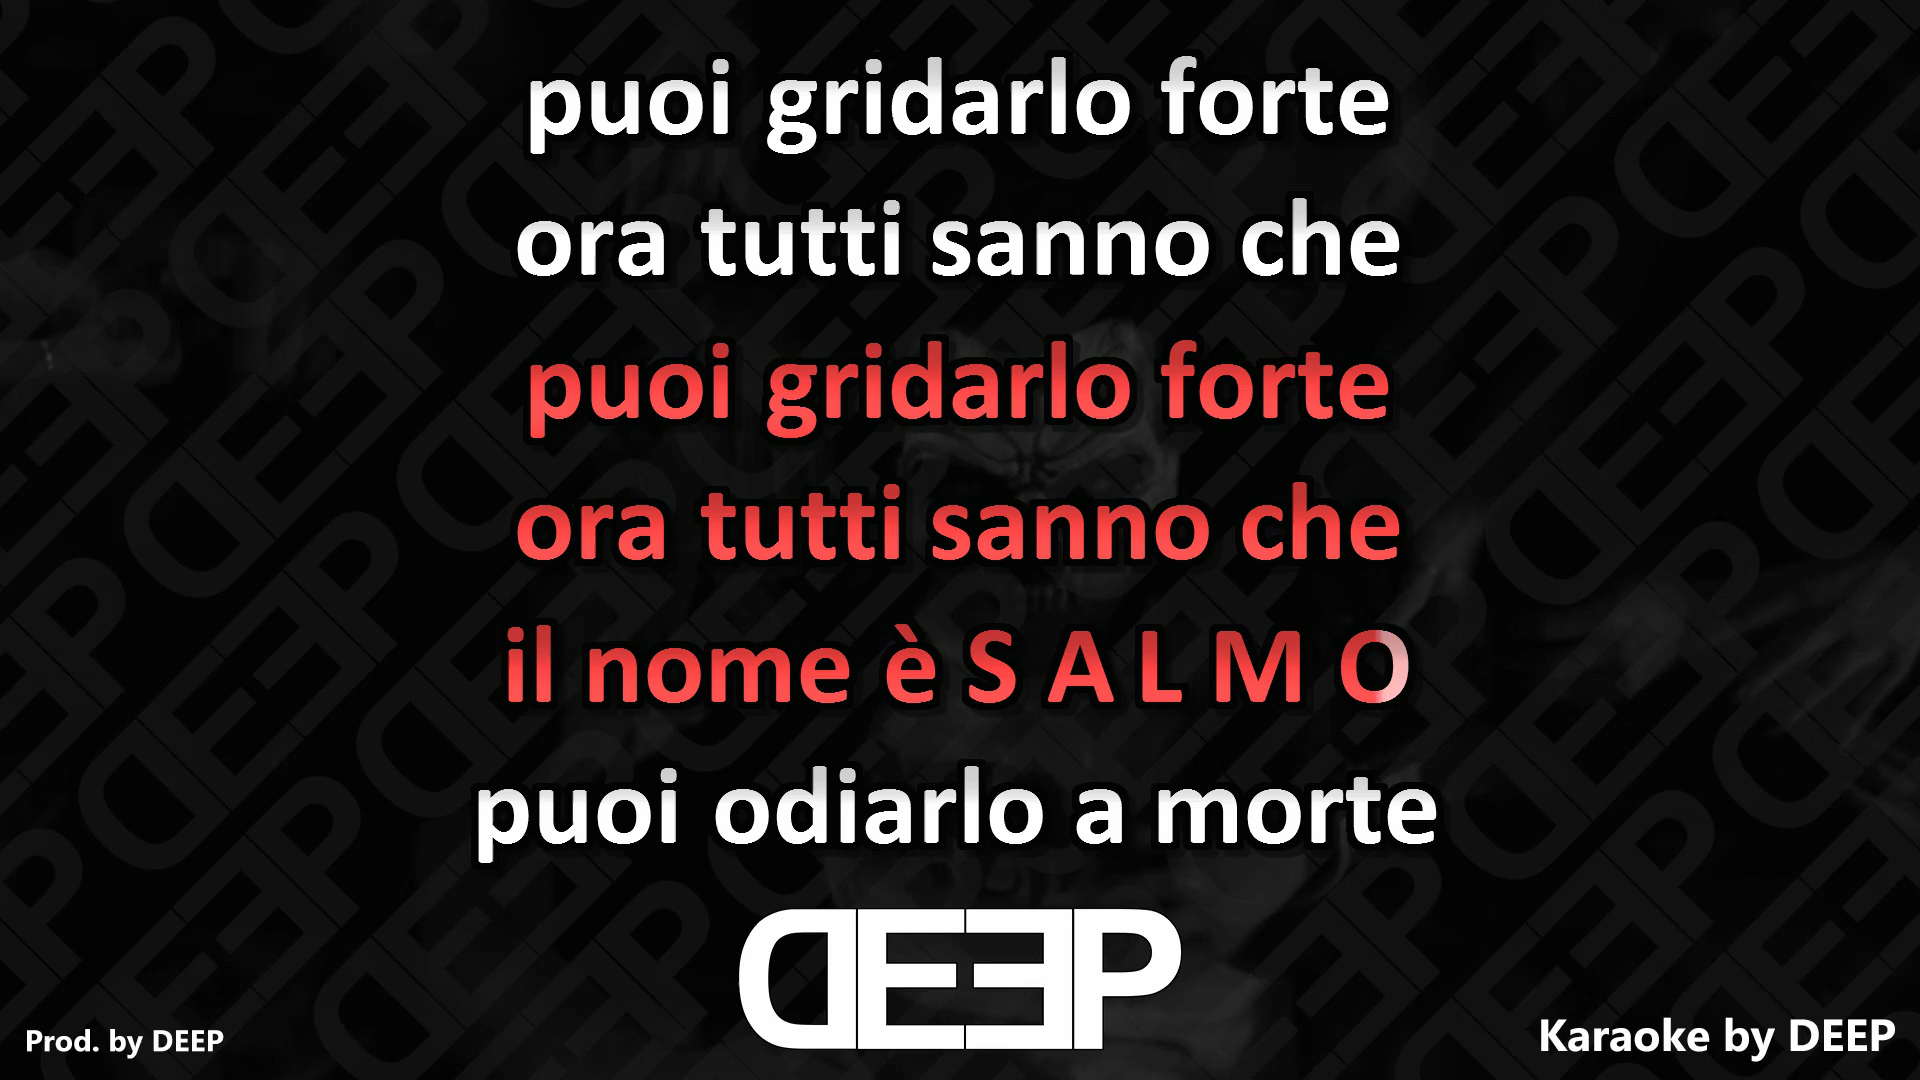 puoi gridarlo forte
ora tutti sanno che
puoi gridarlo forte
ora tutti sanno che
il nome è S A L M O
puoi odiarlo a morte
DEEP
Prod. by DEEP
Karaoke by DEEP